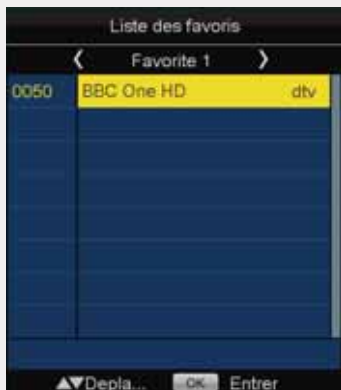 Liste des favoris
Favorite 1
0050 BBC One HD dtv
Depla... OK Entrer